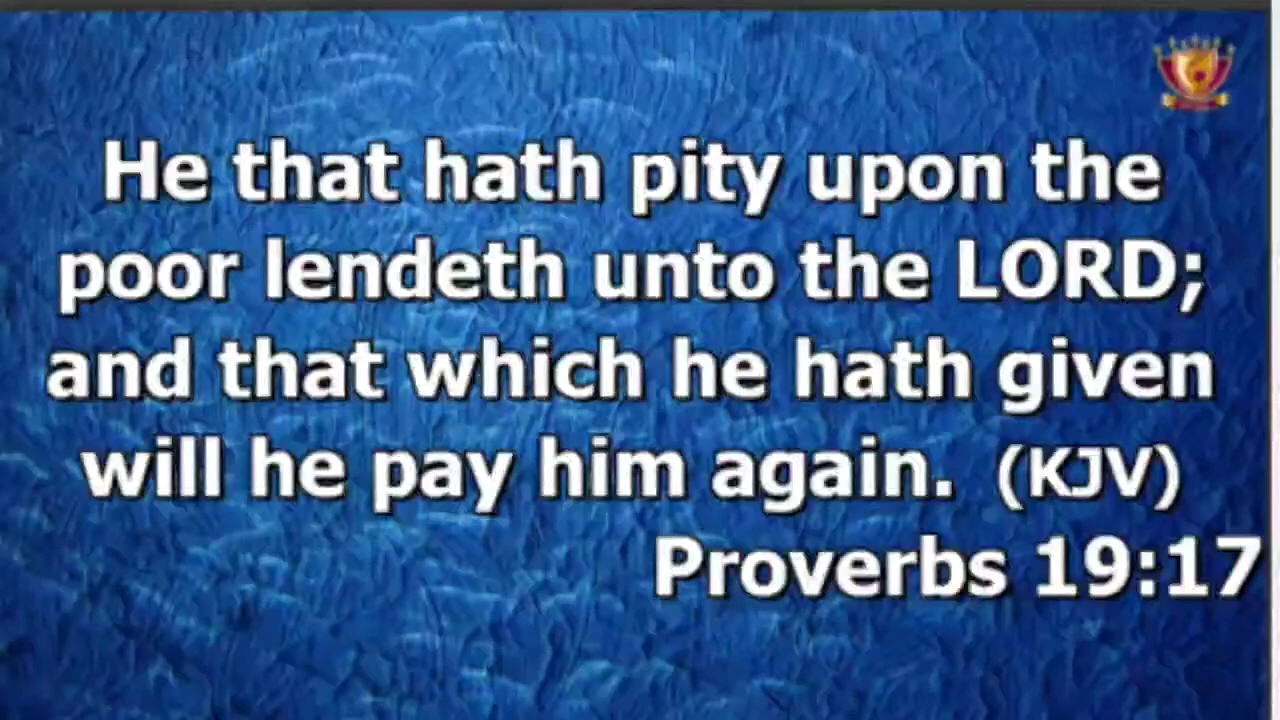 He that hath pity upon the
poor lendeth unto the LORD;
and that which he hath given
will he pay him again. (KJV)
Proverbs 19:17